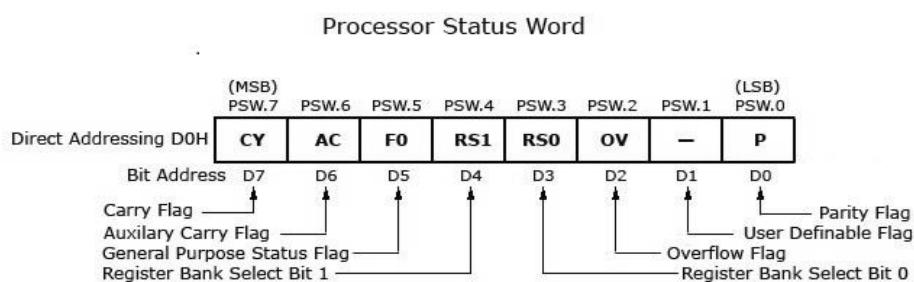 Processor Status Word
(MSB) (LSB)
PSW.7 PSW.6 PSW.5 PSW.4 PSW.3 PSW.2 PSW.1 PSW.0
Direct Addressing D0H CY AC F0 RS1 RS0 OV — P
Bit Address D7 D6 D5 D4 D3 D2 D1 D0
Carry Flag Parity Flag
Auxilary Carry Flag User Definable Flag
General Purpose Status Flag Overflow Flag
Register Bank Select Bit 1 Register Bank Select Bit 0